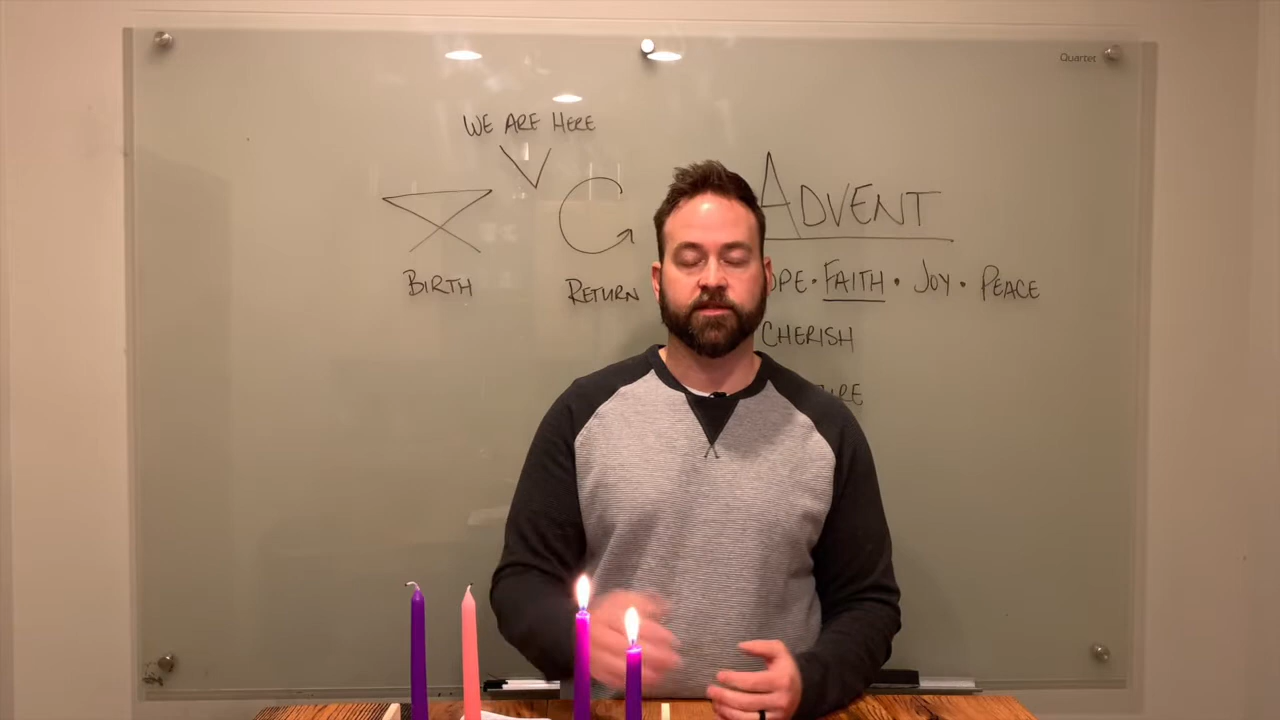 Quartet
WE ARE HERE
ADVENT
BIRTH
RETURN
FAITH • JOY • PEACE
CHERISH